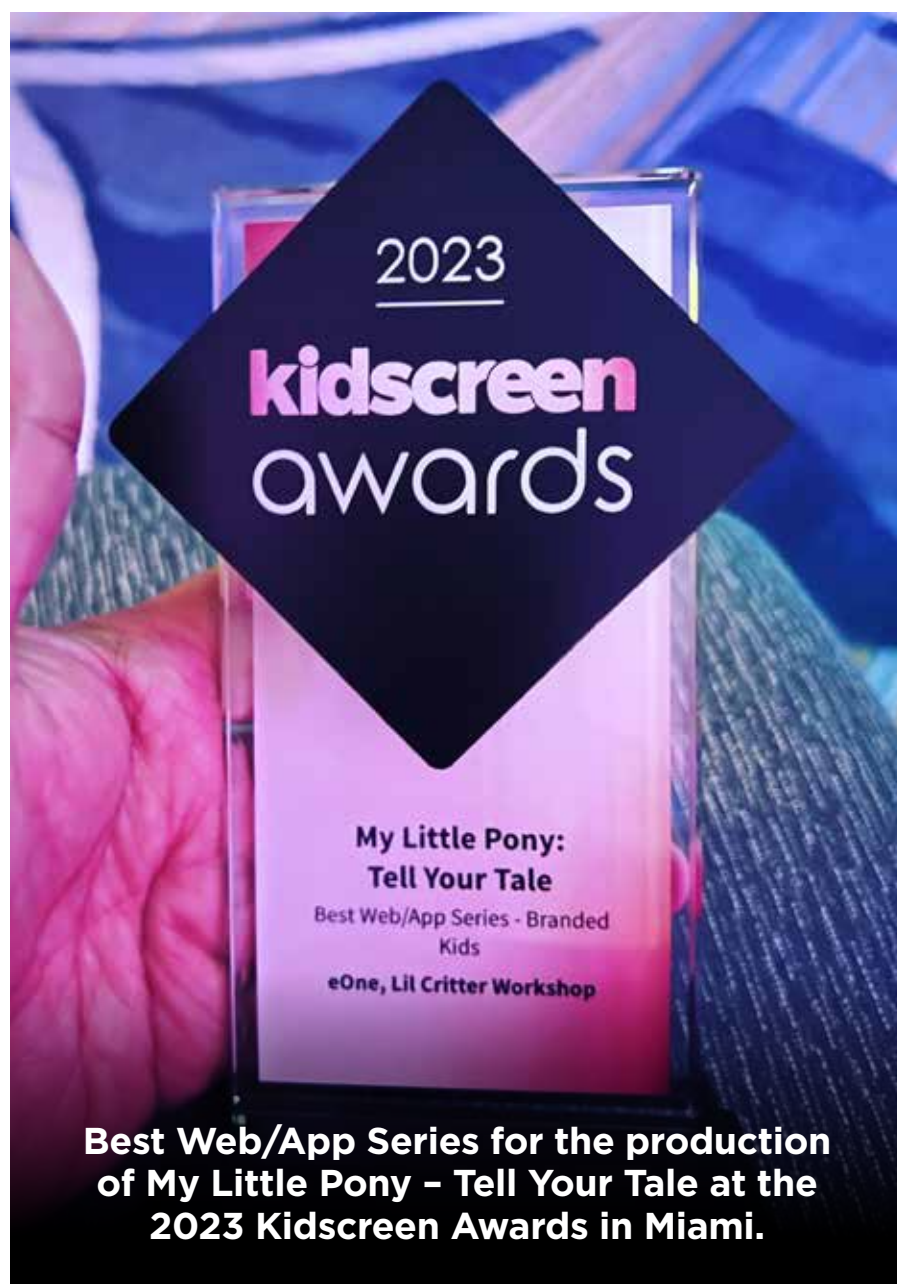 2023
kidscreen
awards
My Little Pony:
Tell Your Tale
Best Web/App Series - Branded
Kids
eOne, Lil Critter Workshop
Best Web/App Series for the production
of My Little Pony – Tell Your Tale at the
2023 Kidscreen Awards in Miami.